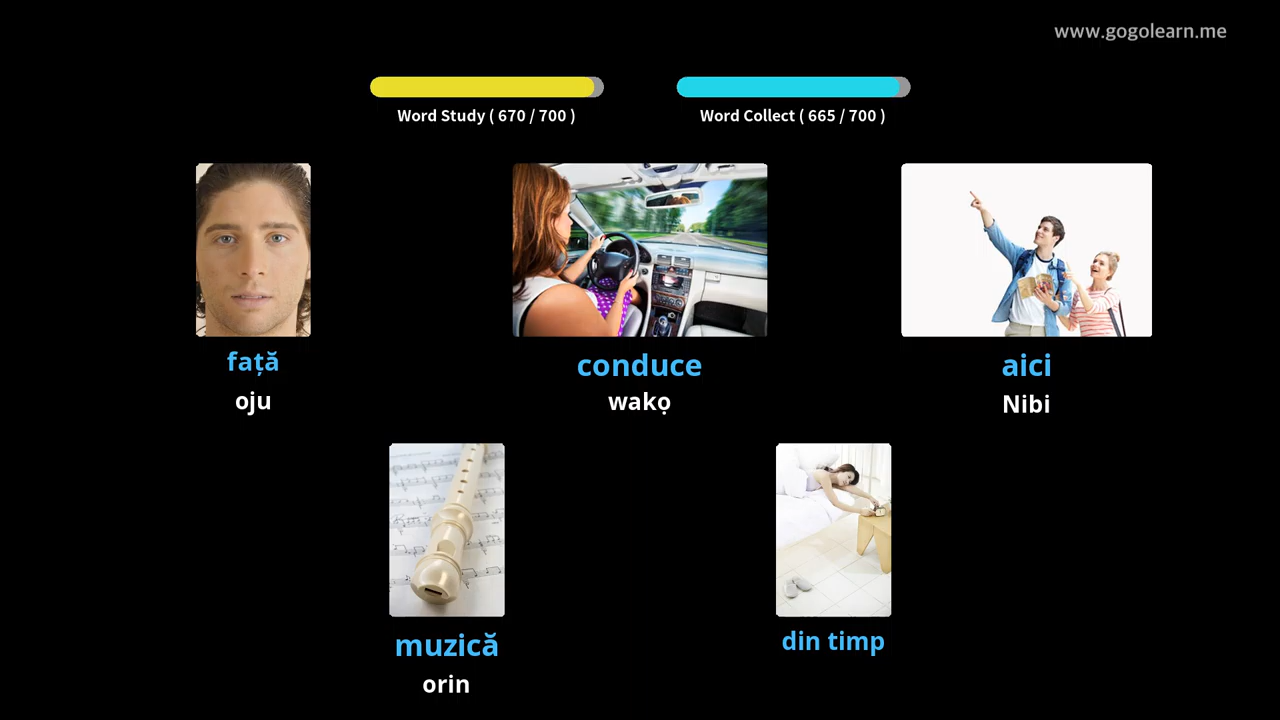 www.gogolearn.me
Word Study ( 670 / 700 )
Word Collect ( 665 / 700 )
față
oju
conduce
wakọ
aici
Nibi
muzică
orin
din timp